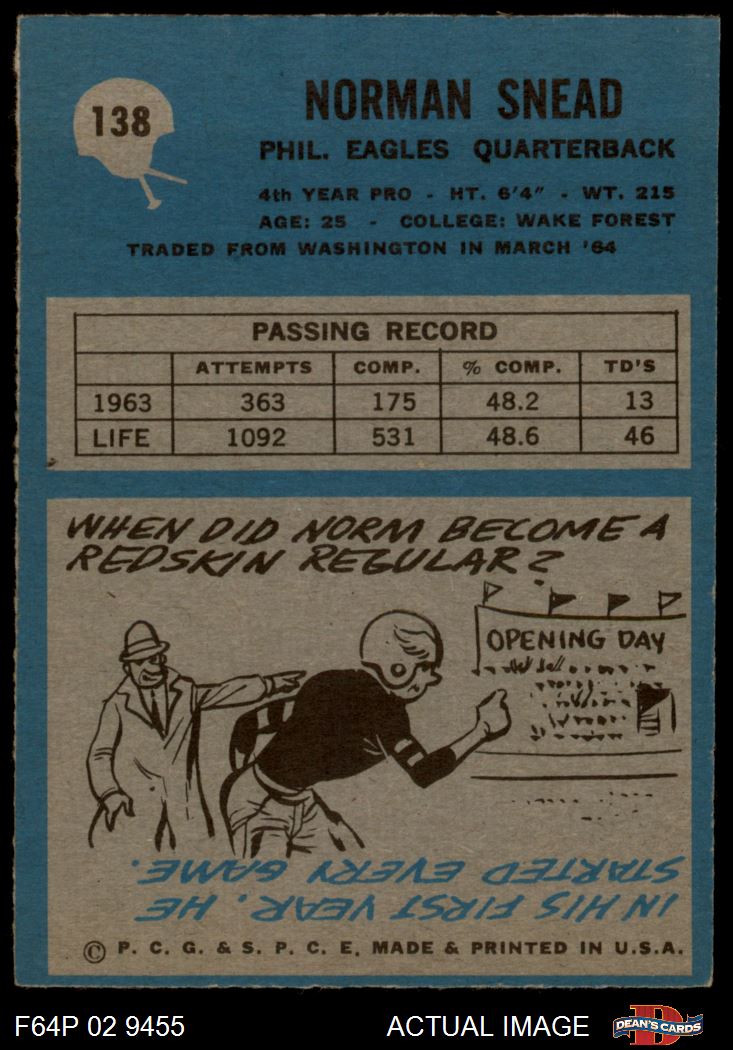 138
NORMAN SNEAD
PHIL. EAGLES QUARTERBACK
4th YEAR PRO - HT. 6'4" - WT. 215
AGE: 25 - COLLEGE: WAKE FOREST
TRADED FROM WASHINGTON IN MARCH '64
PASSING RECORD
ATTEMPTS COMP. % COMP. TD'S
1963 363 175 48.2 13
LIFE 1092 531 48.6 46
WHEN DID NORM BECOME A
REDSKIN REGULAR?
OPENING DAY
IN HIS FIRST YEAR. HE
STARTED EVERY GAME.
© P. C. G. & S. P. C. E. MADE & PRINTED IN U.S.A.
F64P 02 9455 ACTUAL IMAGE D DEAN'S CARDS